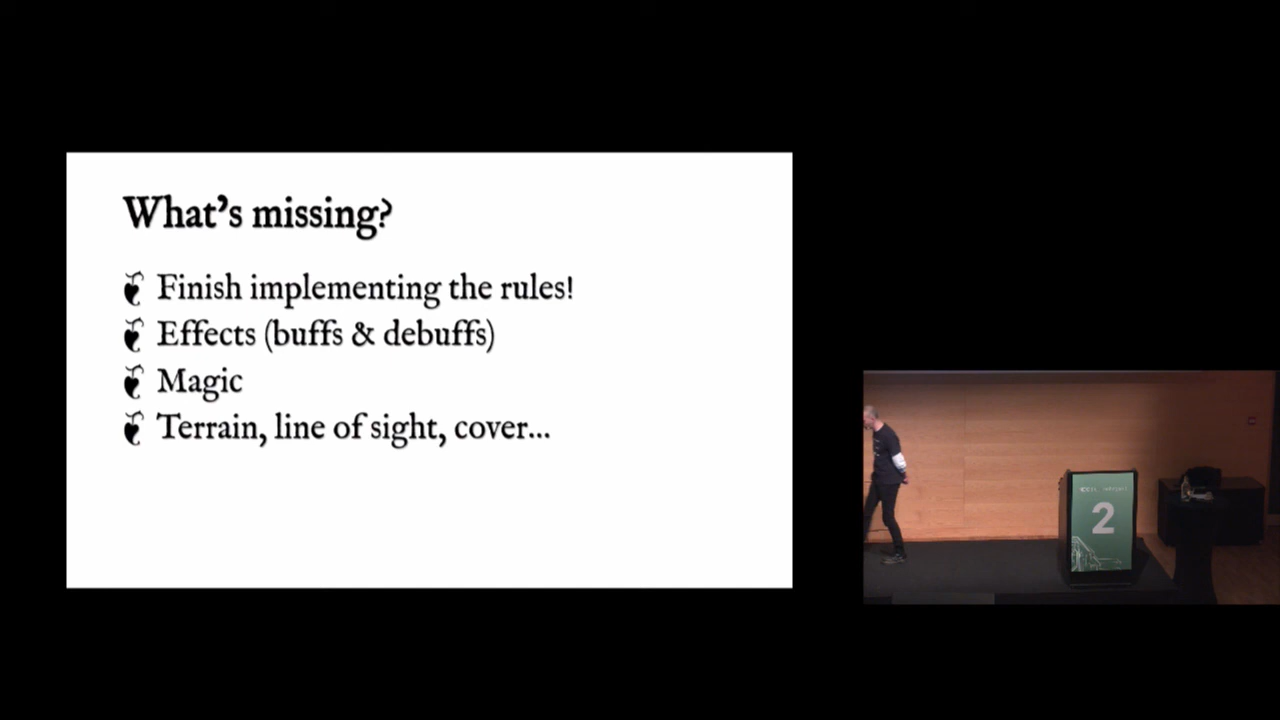 What's missing?
Finish implementing the rules!
Effects (buffs & debuffs)
Magic
Terrain, line of sight, cover...
2